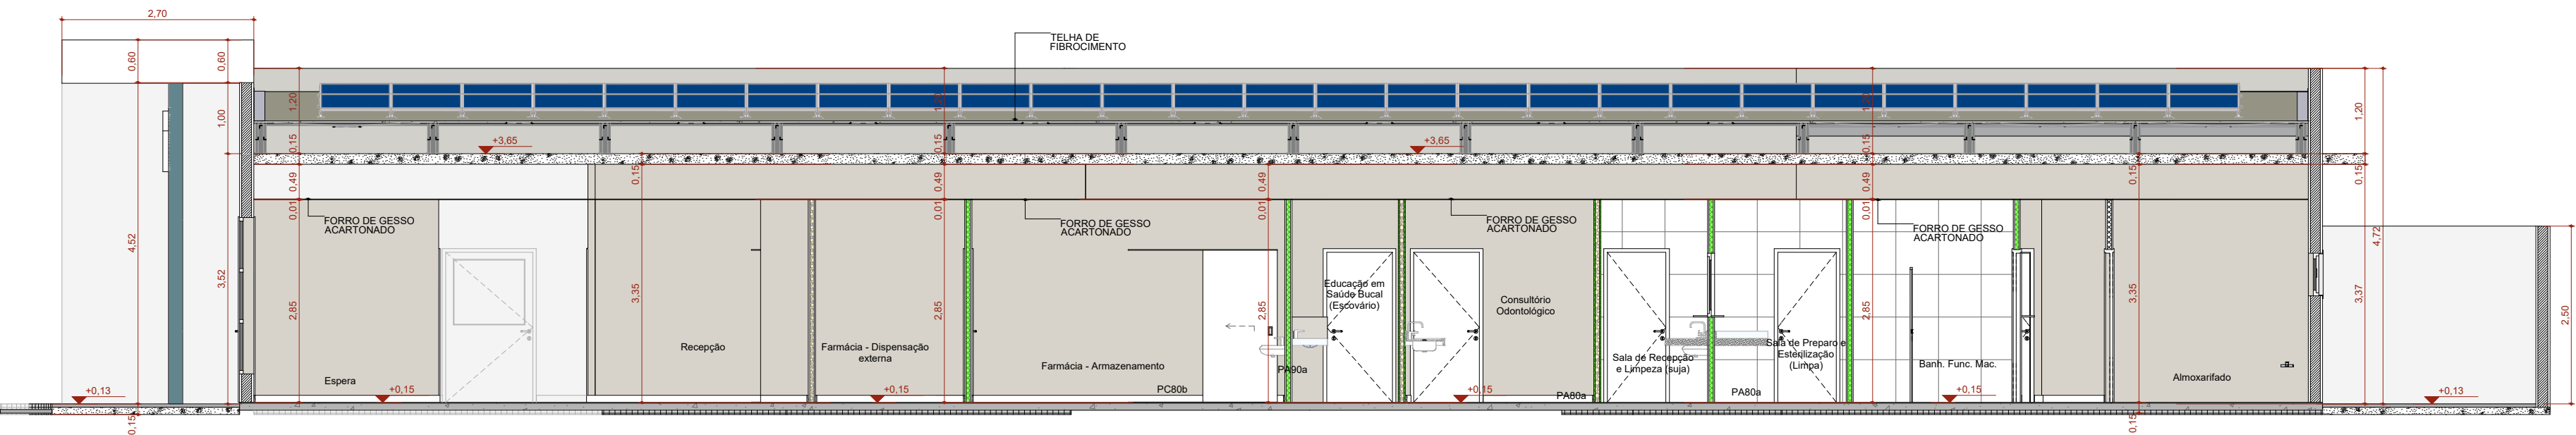 2,70
TELHA DE
FIBROCIMENTO
0,60
0,60
1,20
1,20
1,20
1,20
1,00
+3,65
+3,65
0,15
0,15
0,15
0,49
0,15
0,49
0,49
0,49
0,15
0,15
0,01
0,01
0,01
0,01
FORRO DE GESSO
ACARTONADO
FORRO DE GESSO
ACARTONADO
FORRO DE GESSO
ACARTONADO
FORRO DE GESSO
ACARTONADO
4,52
3,52
2,85
3,35
2,85
2,85
2,85
3,35
3,37
4,72
2,50
Educação em
Saúde Bucal
(Escovário)
Consultório
Odontológico
Espera
Recepção
Farmácia - Dispensação
externa
Farmácia - Armazenamento
PC80b
PA90a
PA80a
Sala de Recepção
e Limpeza (suja)
PA80a
Sala de Preparo e
Esterilização
(Limpa)
Banh. Func. Mac.
Almoxarifado
+0,13
+0,15
+0,15
+0,15
+0,15
+0,13
0,15
0,15